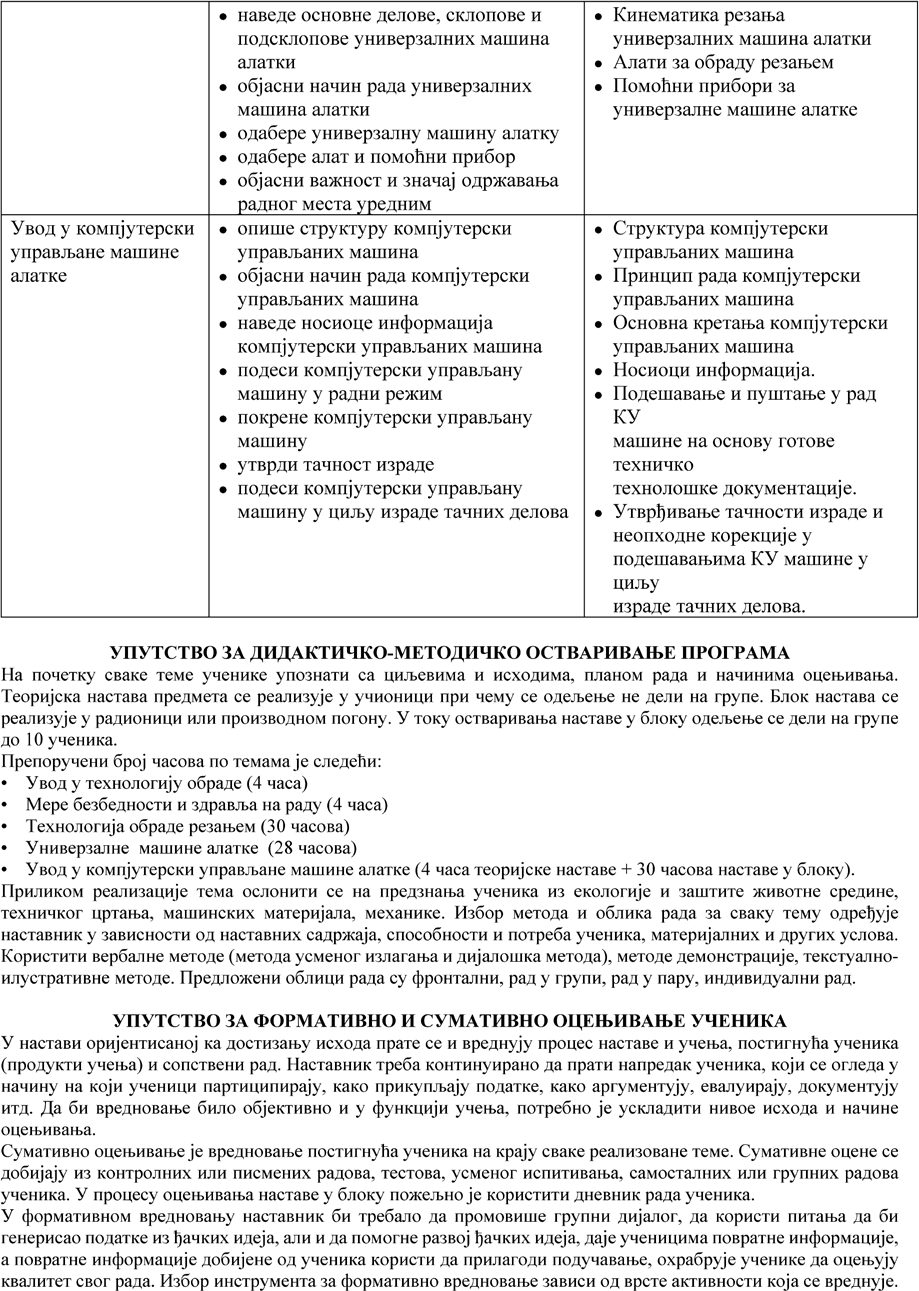 • наведе основне делове, склопове и
подсклопове универзалних машина
алатки
• објасни начин рада универзалних
машина алатки
• одабере универзалну машину алатку
• одабере алат и помоћни прибор
• објасни важност и значај одржавања
радног места уредним
• Кинематика резања
универзалних машина алатки
• Алати за обраду резањем
• Помоћни прибори за
универзалне машине алатке
Увод у компјутерски
управљане машине
алатке
• опише структуру компјутерски
управљаних машина
• објасни начин рада компјутерски
управљаних машина
• наведе носиоце информација
компјутерски управљаних машина
• подеси компјутерски управљану
машину у радни режим
• покрене компјутерски управљану
машину
• утврди тачност израде
• подеси компјутерски управљану
машину у циљу израде тачних делова
• Структура компјутерски
управљаних машина
• Принцип рада компјутерски
управљаних машина
• Основна кретања компјутерски
управљаних машина
• Носиоци информација.
• Подешавање и пуштање у рад
КУ
машине на основу готове
техничко
технолошке документације.
• Утврђивање тачности израде и
неопходне корекције у
подешавањима КУ машине у
циљу
израде тачних делова.
УПУТСТВО ЗА ДИДАКТИЧКО-МЕТОДИЧКО ОСТВАРИВАЊЕ ПРОГРАМА
На почетку сваке теме ученике упознати са циљевима и исходима, планом рада и начинима оцењивања.
Теоријска настава предмета се реализује у учионици при чему се одељење не дели на групе. Блок настава се
реализује у радионици или производном погону. У току остваривања наставе у блоку одељење се дели на групе
до 10 ученика.
Препоручени број часова по темама је следећи:
• Увод у технологију обраде (4 часа)
• Мере безбедности и здравља на раду (4 часа)
• Технологија обраде резањем (30 часова)
• Универзалне машине алатке (28 часова)
• Увод у компјутерски управљане машине алатке (4 часа теоријске наставе + 30 часова наставе у блоку).
Приликом реализације тема ослонити се на предзнања ученика из екологије и заштите животне средине,
техничког цртања, машинских материјала, механике. Избор метода и облика рада за сваку тему одређује
наставник у зависности од наставних садржаја, способности и потреба ученика, материјалних и других услова.
Користити вербалне методе (метода усменог излагања и дијалошка метода), методе демонстрације, текстуално-
илустративне методе. Предложени облици рада су фронтални, рад у групи, рад у пару, индивидуални рад.
УПУТСТВО ЗА ФОРМАТИВНО И СУМАТИВНО ОЦЕЊИВАЊЕ УЧЕНИКА
У настави оријентисаној ка достизању исхода прате се и вреднују процес наставе и учења, постигнућа ученика
(продукти учења) и сопствени рад. Наставник треба континуирано да прати напредак ученика, који се огледа у
начину на који ученици партиципирају, како прикупљају податке, како аргументују, евалуирају, документују
итд. Да би вредновање било објективно и у функцији учења, потребно је ускладити нивое исхода и начине
оцењивања.
Сумативно оцењивање је вредновање постигнућа ученика на крају сваке реализоване теме. Сумативне оцене се
добијају из контролних или писмених радова, тестова, усменог испитивања, самосталних или групних радова
ученика. У процесу оцењивања наставе у блоку пожељно је користити дневник рада ученика.
У формативном вредновању наставник би требало да промовише групни дијалог, да користи питања да би
генерисао податке из ђачких идеја, али и да помогне развој ђачких идеја, даје ученицима повратне информације,
а повратне информације добијене од ученика користи да прилагоди подучавање, охрабрује ученике да оцењују
квалитет свог рада. Избор инструмента за формативно вредновање зависи од врсте активности која се вреднује.